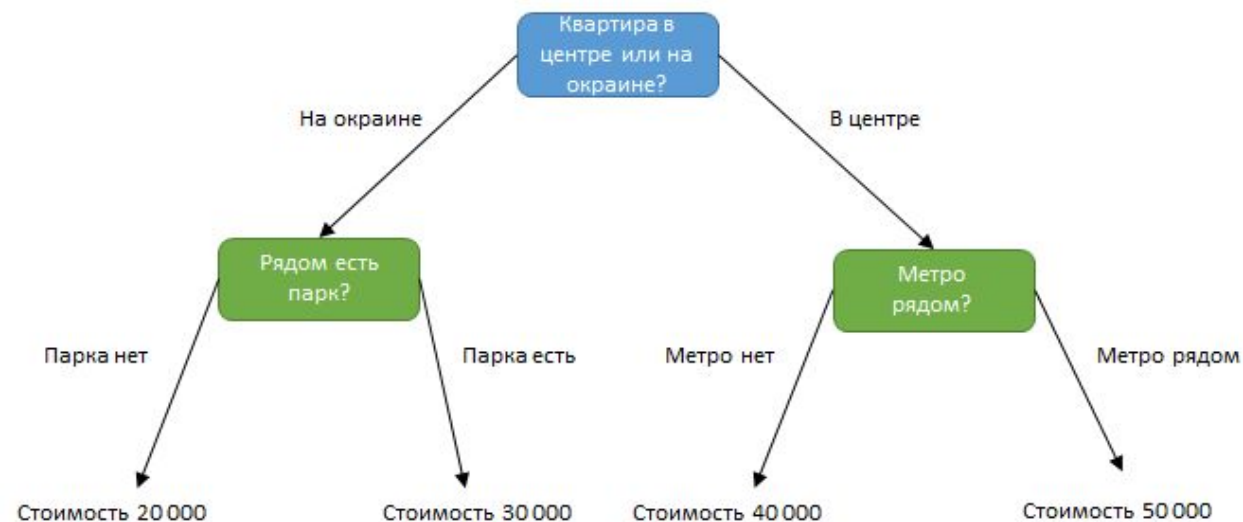 Квартира в
центре или на
окраине?
На окраине
В центре
Рядом есть
парк?
Метро
рядом?
Парка нет
Парка есть
Метро нет
Метро рядом
Стоимость 20 000
Стоимость 30 000
Стоимость 40 000
Стоимость 50 000